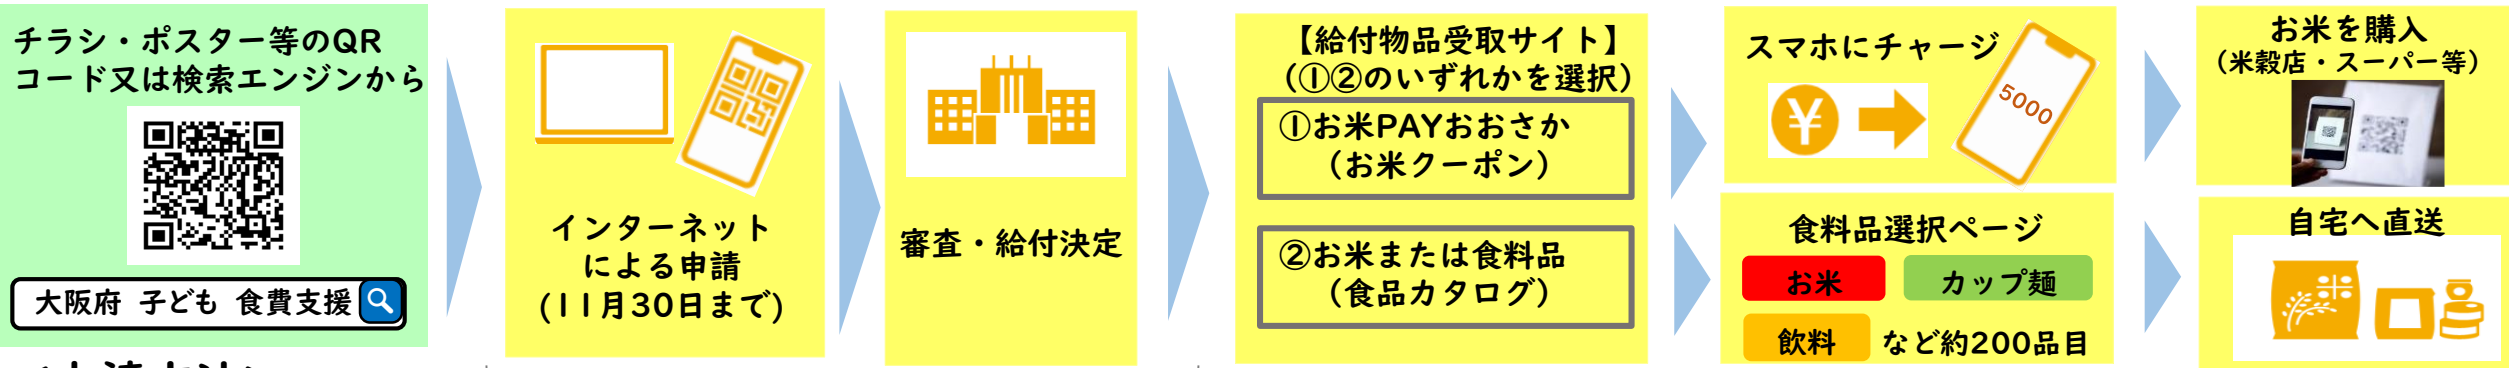 チラシ・ポスター等のQR
コード又は検索エンジンから
大阪府 子ども 食費支援
インターネット
による申請
(11月30日まで)
審査・給付決定
【給付物品受取サイト】
(①②のいずれかを選択)
①お米PAYおおさか
(お米クーポン)
②お米または食料品
(食品カタログ)
スマホにチャージ
5000
お米を購入
(米穀店・スーパー等)
食料品選択ページ
お米
カップ麺
飲料 など約200品目
自宅へ直送